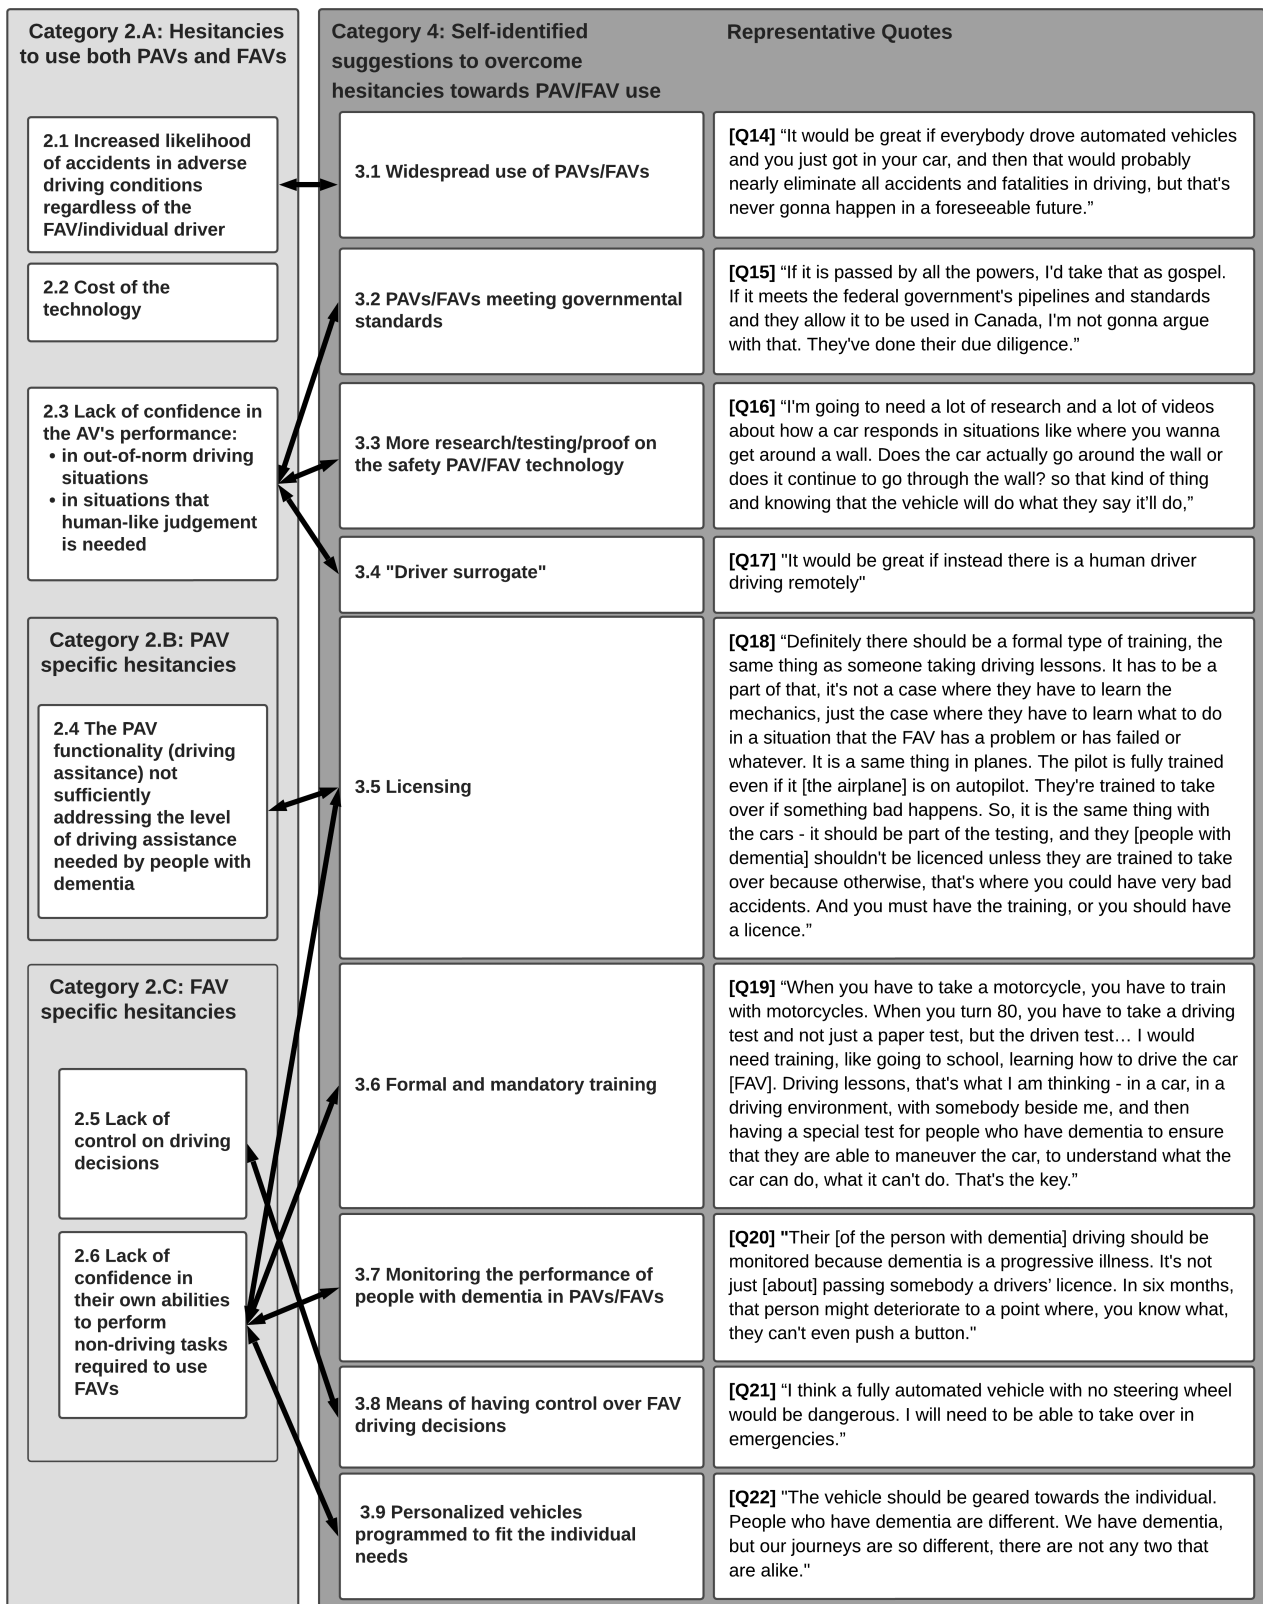 Category 2.A: Hesitancies
to use both PAVs and FAVs
2.1 Increased likelihood
of accidents in adverse
driving conditions
regardless of the
FAV/individual driver
2.2 Cost of the
technology
2.3 Lack of confidence in
the AV's performance:
• in out-of-norm driving
situations
• in situations that
human-like judgement
is needed
Category 2.B: PAV
specific hesitancies
2.4 The PAV
functionality (driving
assitance) not
sufficiently
addressing the level
of driving assistance
needed by people with
dementia
Category 2.C: FAV
specific hesitancies
2.5 Lack of
control on driving
decisions
2.6 Lack of
confidence in
their own abilities
to perform
non-driving tasks
required to use
FAVs
Category 4: Self-identified
suggestions to overcome
hesitancies towards PAV/FAV use
Representative Quotes
3.1 Widespread use of PAVs/FAVs
[Q14] “It would be great if everybody drove automated vehicles
and you just got in your car, and then that would probably
nearly eliminate all accidents and fatalities in driving, but that's
never gonna happen in a foreseeable future.”
3.2 PAVs/FAVs meeting governmental
standards
[Q15] “If it is passed by all the powers, I'd take that as gospel.
If it meets the federal government's pipelines and standards
and they allow it to be used in Canada, I'm not gonna argue
with that. They've done their due diligence.”
3.3 More research/testing/proof on
the safety PAV/FAV technology
[Q16] “I'm going to need a lot of research and a lot of videos
about how a car responds in situations like where you wanna
get around a wall. Does the car actually go around the wall or
does it continue to go through the wall? so that kind of thing
and knowing that the vehicle will do what they say it’ll do,”
3.4 "Driver surrogate"
[Q17] "It would be great if instead there is a human driver
driving remotely"
3.5 Licensing
[Q18] “Definitely there should be a formal type of training, the
same thing as someone taking driving lessons. It has to be a
part of that, it's not a case where they have to learn the
mechanics, just the case where they have to learn what to do
in a situation that the FAV has a problem or has failed or
whatever. It is a same thing in planes. The pilot is fully trained
even if it [the airplane] is on autopilot. They're trained to take
over if something bad happens. So, it is the same thing with
the cars - it should be part of the testing, and they [people with
dementia] shouldn't be licenced unless they are trained to take
over because otherwise, that's where you could have very bad
accidents. And you must have the training, or you should have
a licence.”
3.6 Formal and mandatory training
[Q19] “When you have to take a motorcycle, you have to train
with motorcycles. When you turn 80, you have to take a driving
test and not just a paper test, but the driven test… I would
need training, like going to school, learning how to drive the car
[FAV]. Driving lessons, that's what I am thinking - in a car, in a
driving environment, with somebody beside me, and then
having a special test for people who have dementia to ensure
that they are able to maneuver the car, to understand what the
car can do, what it can't do. That's the key.”
3.7 Monitoring the performance of
people with dementia in PAVs/FAVs
[Q20] "Their [of the person with dementia] driving should be
monitored because dementia is a progressive illness. It's not
just [about] passing somebody a drivers’ licence. In six months,
that person might deteriorate to a point where, you know what,
they can't even push a button."
3.8 Means of having control over FAV
driving decisions
[Q21] “I think a fully automated vehicle with no steering wheel
would be dangerous. I will need to be able to take over in
emergencies.”
3.9 Personalized vehicles
programmed to fit the individual
needs
[Q22] "The vehicle should be geared towards the individual.
People who have dementia are different. We have dementia,
but our journeys are so different, there are not any two that
are alike."